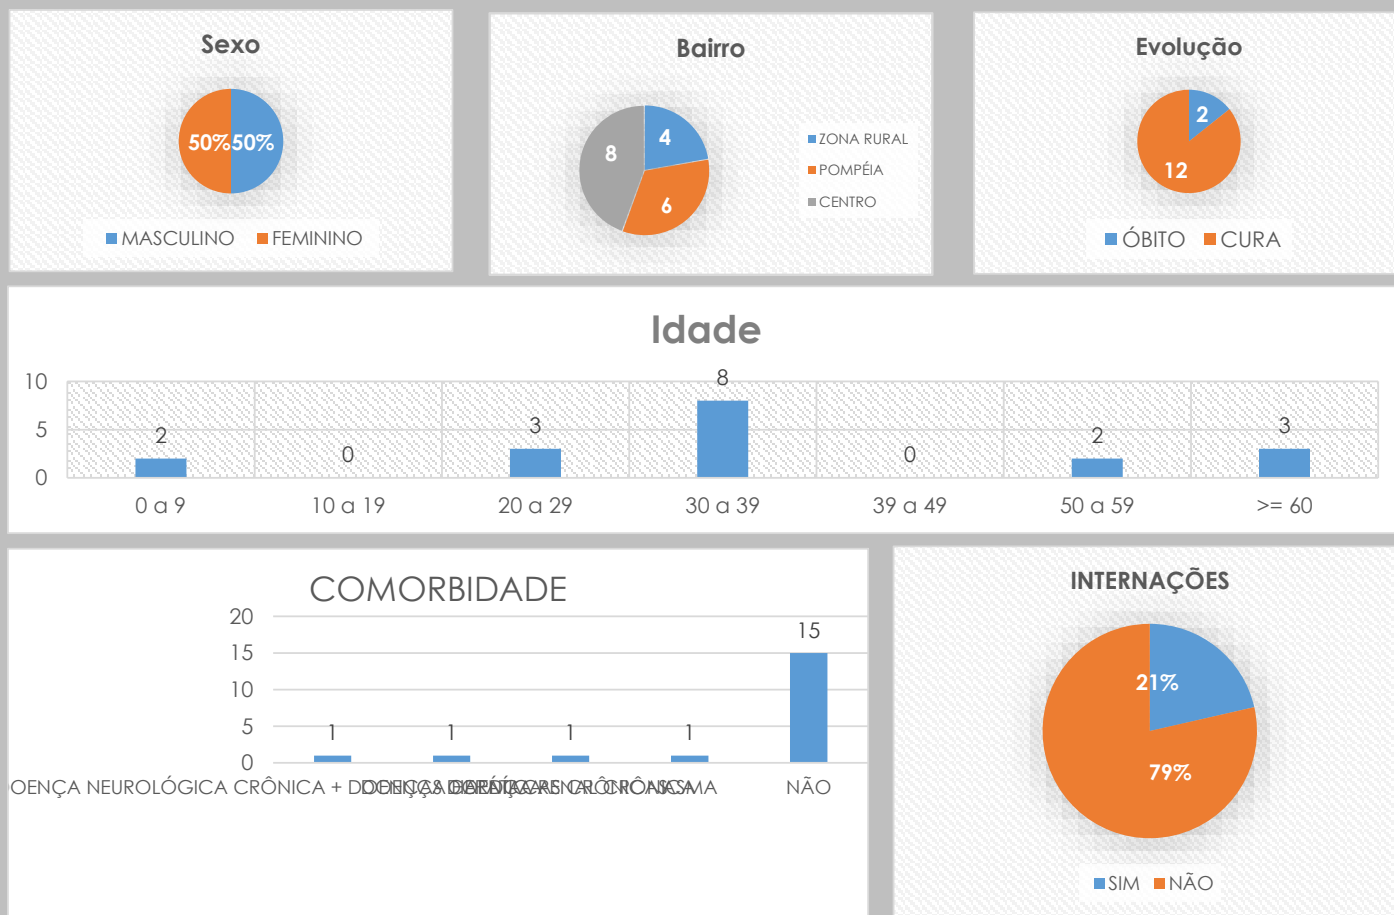 Sexo
50% 50%
MASCULINO FEMININO
Bairro
4
8
6
ZONA RURAL
POMPÉIA
CENTRO
Evolução
2
12
ÓBITO CURA
Idade
10
5
0
2
0
3
8
0
2
3
0 a 9 10 a 19 20 a 29 30 a 39 39 a 49 50 a 59 >= 60
COMORBIDADE
20
15
10
5
0
1 1 1 1 15
OENÇA NEUROLÓGICA CRÔNICA + NÃO
INTERNAÇÕES
21%
79%
SIM NÃO